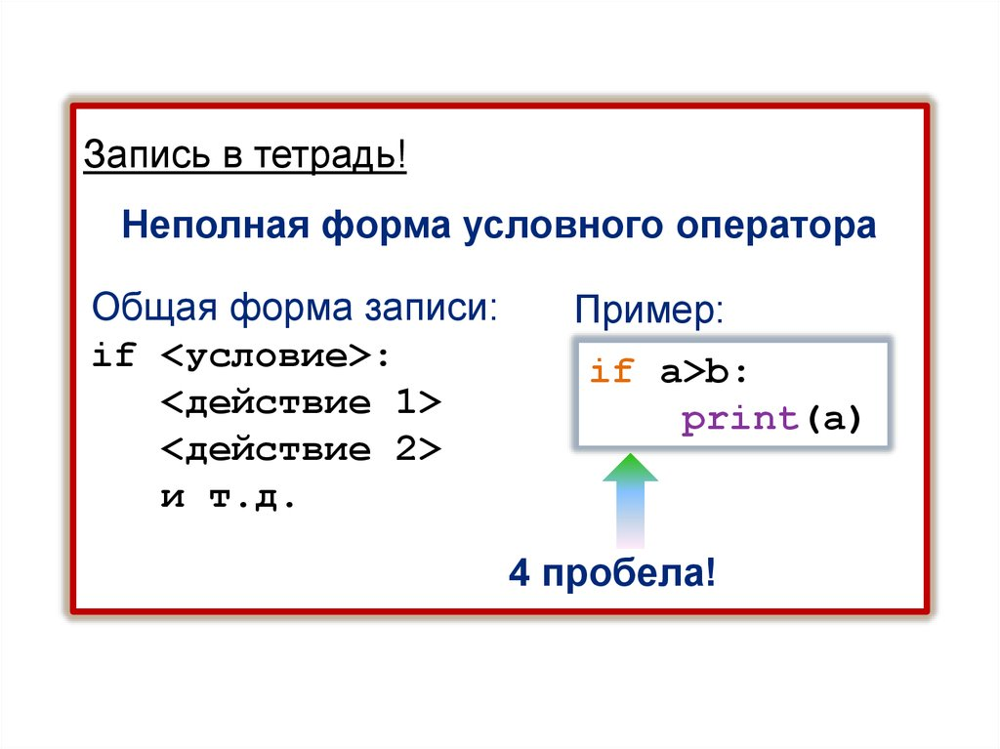 Запись в тетрадь!
Неполная форма условного оператора
Общая форма записи:
if <условие>:
   <действие 1>
   <действие 2>
   и т.д.
Пример:
if a>b:
    print(a)
4 пробела!